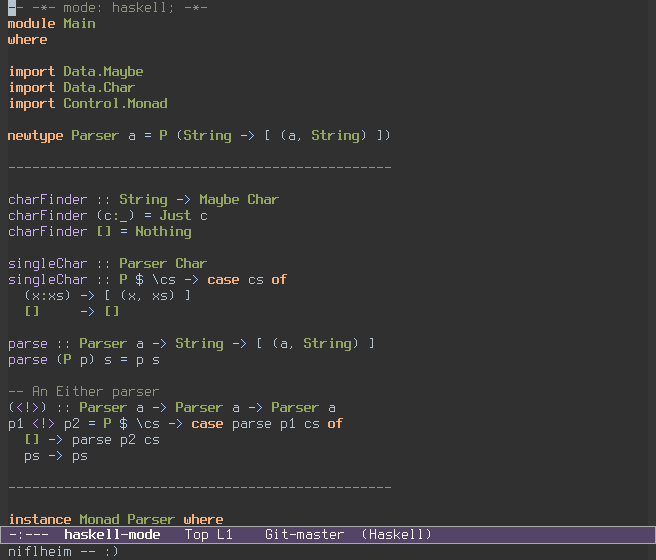 -- -*- mode: haskell; -*-
module Main
where

import Data.Maybe
import Data.Char
import Control.Monad

newtype Parser a = P (String -> [ (a, String) ])

------------------------------------------------

charFinder :: String -> Maybe Char
charFinder (c:_) = Just c
charFinder [] = Nothing

singleChar :: Parser Char
singleChar :: P $ \cs -> case cs of
  (x:xs) -> [ (x, xs) ]
  []     -> []

parse :: Parser a -> String -> [ (a, String) ]
parse (P p) s = p s

-- An Either parser
(<!>) :: Parser a -> Parser a -> Parser a
p1 <!> p2 = P $ \cs -> case parse p1 cs of
  [] -> parse p2 cs
  ps -> ps

------------------------------------------------

instance Monad Parser where
-:---  haskell-mode   Top L1    Git-master  (Haskell)
niflheim -- :)